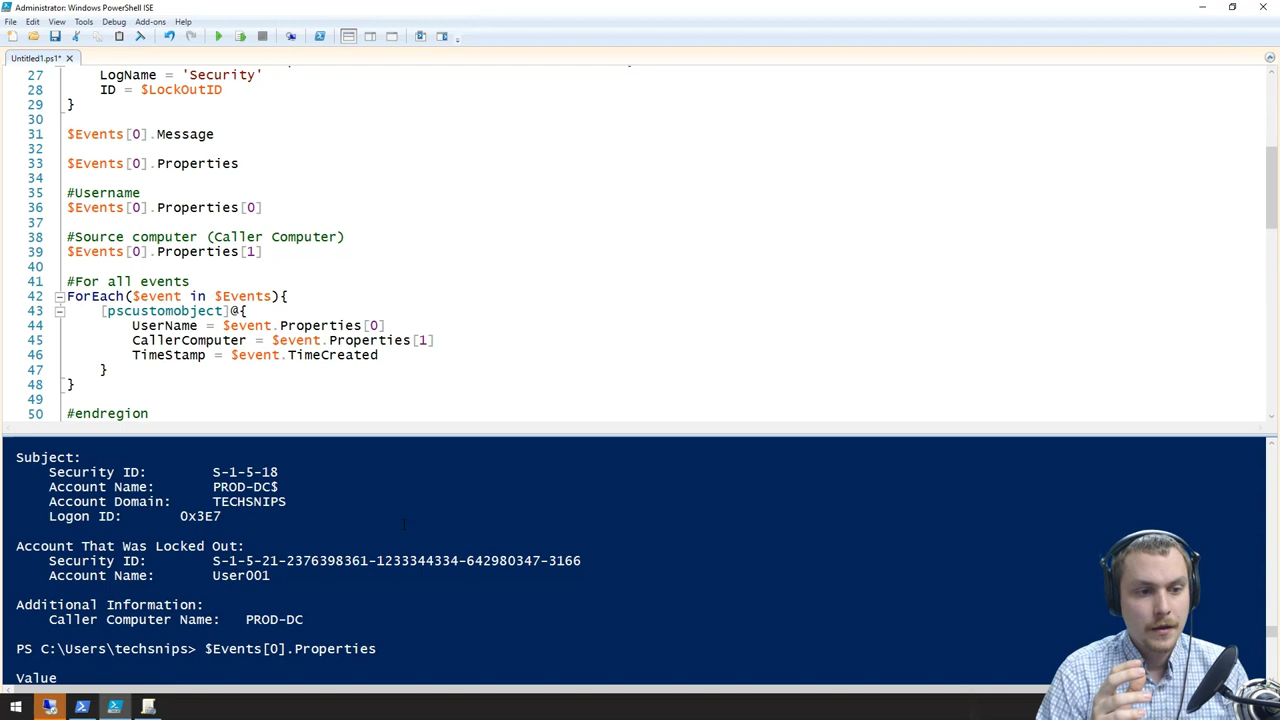 Administrator: Windows PowerShell ISE
File Edit View Tools Debug Add-ons Help
Untitled1.ps1*
27 LogName = 'Security'
28 ID = $LockOutID
29 }
30
31 $Events[0].Message
32
33 $Events[0].Properties
34
35 #Username
36 $Events[0].Properties[0]
37
38 #Source computer (Caller Computer)
39 $Events[0].Properties[1]
40
41 #For all events
42 ForEach($event in $Events){
43 [pscustomobject]@{
44 UserName = $event.Properties[0]
45 CallerComputer = $event.Properties[1]
46 TimeStamp = $event.TimeCreated
47 }
48 }
49
50 #endregion
Subject:
Security ID: S-1-5-18
Account Name: PROD-DC$
Account Domain: TECHSNIPS
Logon ID: 0x3E7
Account That Was Locked Out:
Security ID: S-1-5-21-2376398361-1233344334-642980347-3166
Account Name: User001
Additional Information:
Caller Computer Name: PROD-DC
PS C:\Users\techsnips> $Events[0].Properties
Value